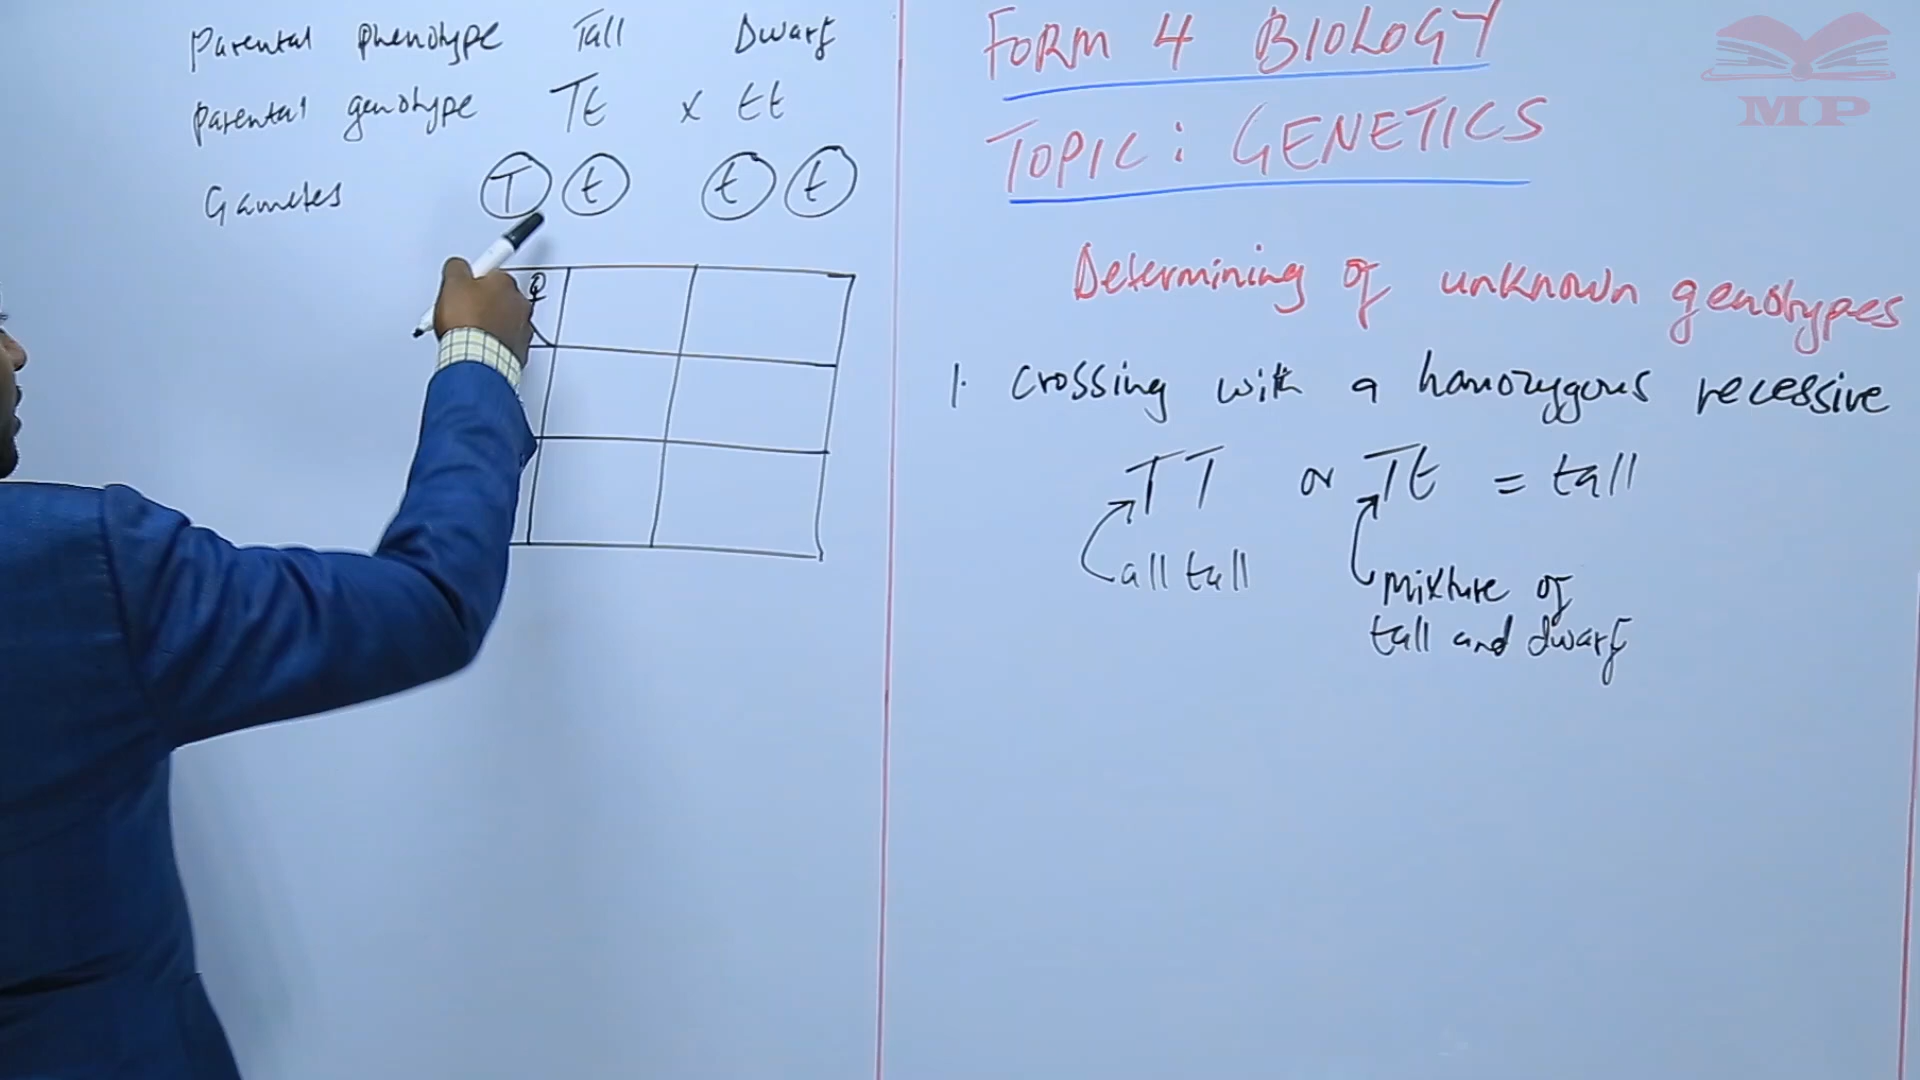 Parental phenotype Tall Dwarf
Parental genotype Tt x tt
Gametes T t t t
FORM 4 BIOLOGY
TOPIC: GENETICS
Determining of unknown genotypes
1. Crossing with a homozygous recessive
TT or Tt = tall
all tall
Mixture of
tall and dwarf
MP